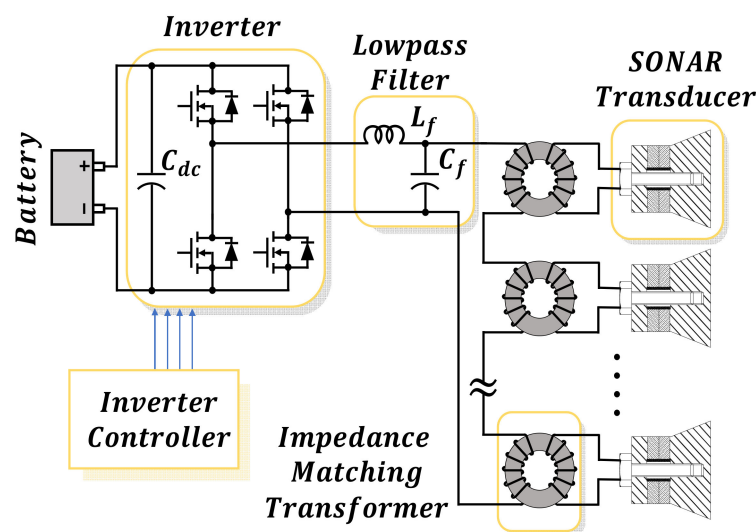 Inverter
Lowpass
Filter
SONAR
Transducer
Battery
+
−
C_dc
L_f
C_f
Inverter
Controller
Impedance
Matching
Transformer